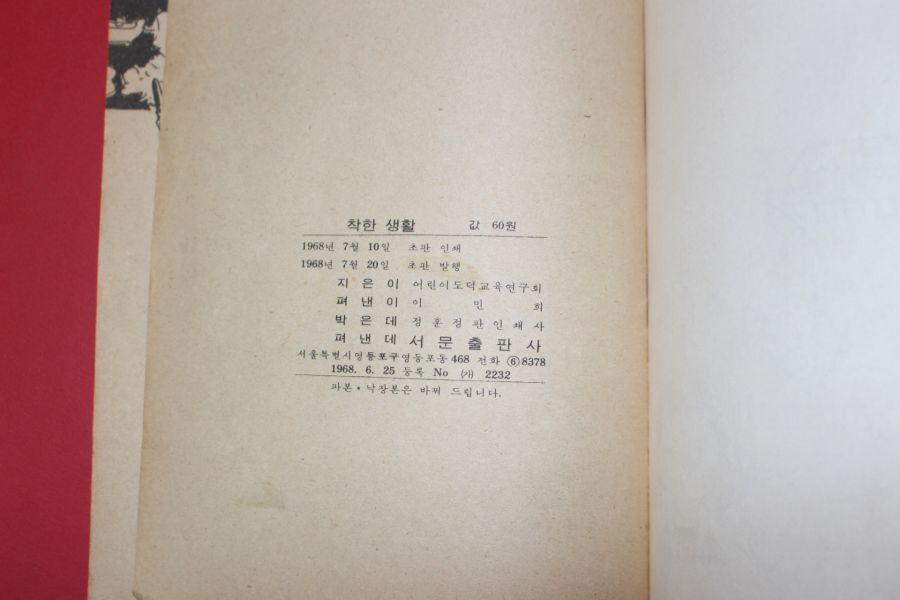 착한 생활 값 60원
1968년 7월 10일 초판 인쇄
1968년 7월 20일 초판 발행
지은이 어린이도덕교육연구회
펴낸이 이민희
박은데 정훈정판인쇄사
펴낸데 서문출판사
서울특별시영등포구영등포동468 전화 ⑥8378
1968. 6. 25 등록 No (가) 2232
파본·낙장본은 바꿔 드립니다.